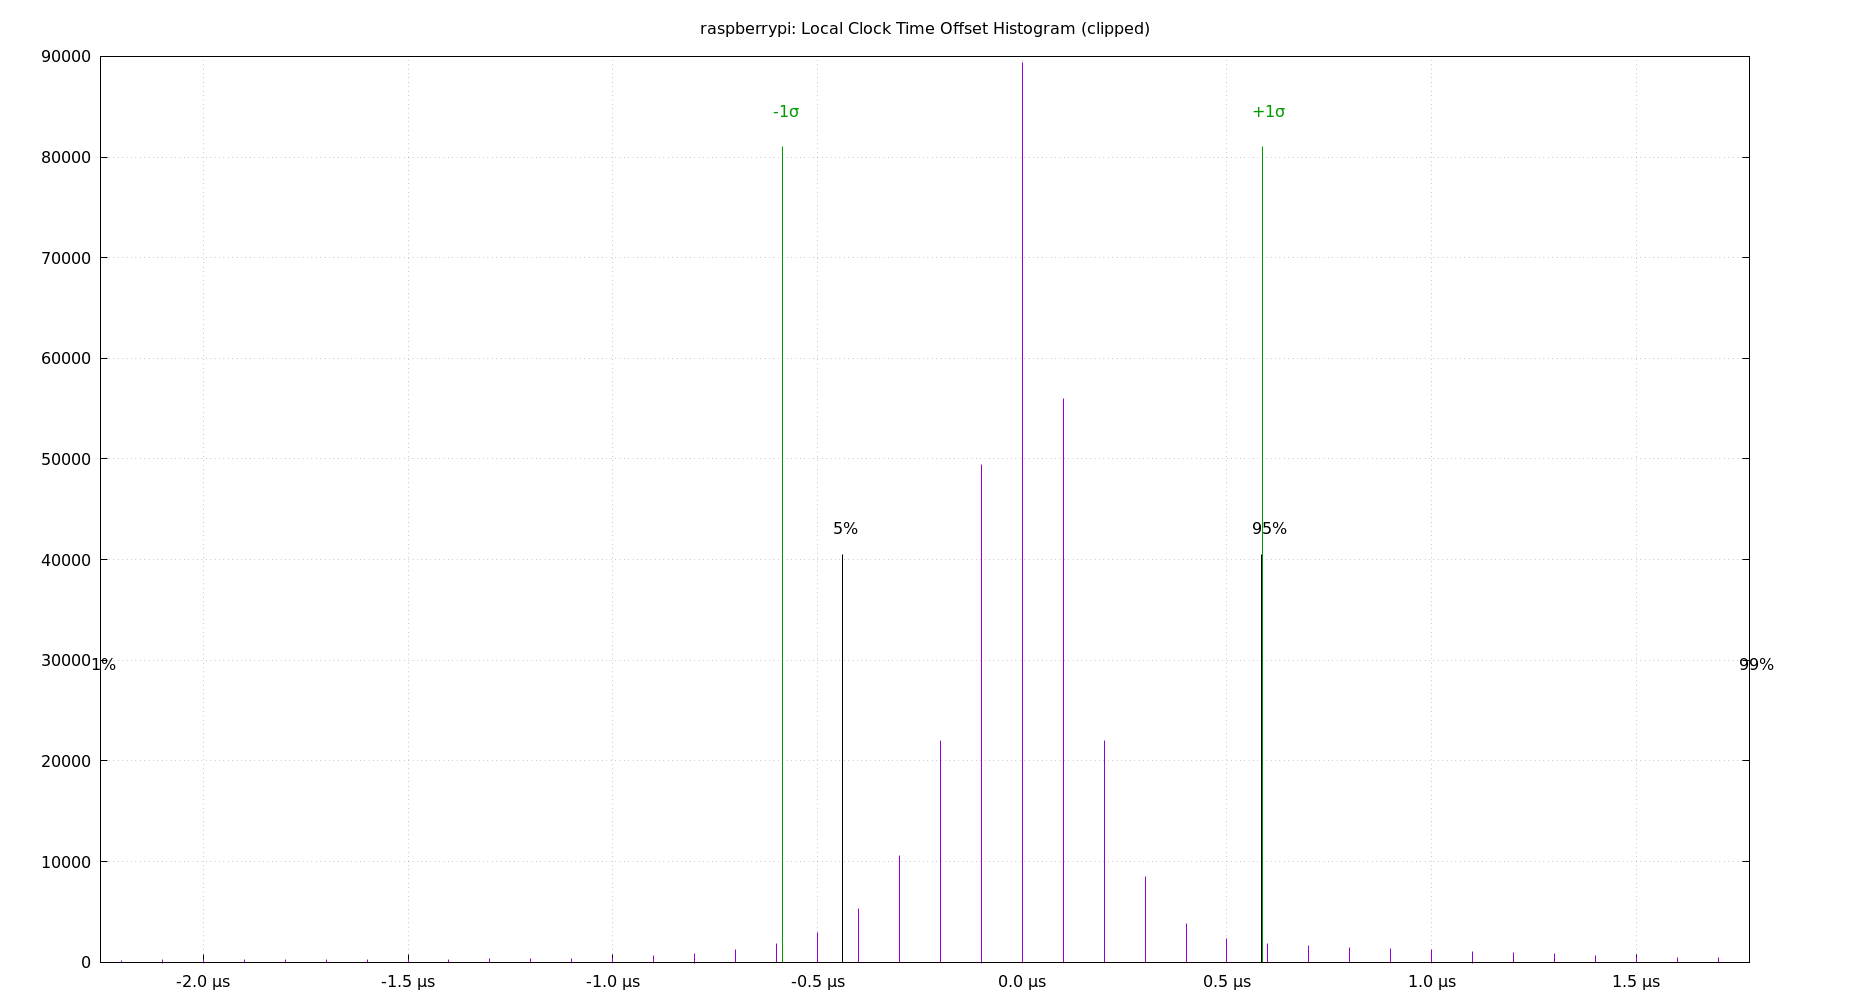 raspberrypi: Local Clock Time Offset Histogram (clipped)
90000
-1σ
+1σ
80000
70000
60000
50000
5%
95%
40000
30000
1%
99%
20000
10000
0
-2.0 µs
-1.5 µs
-1.0 µs
-0.5 µs
0.0 µs
0.5 µs
1.0 µs
1.5 µs